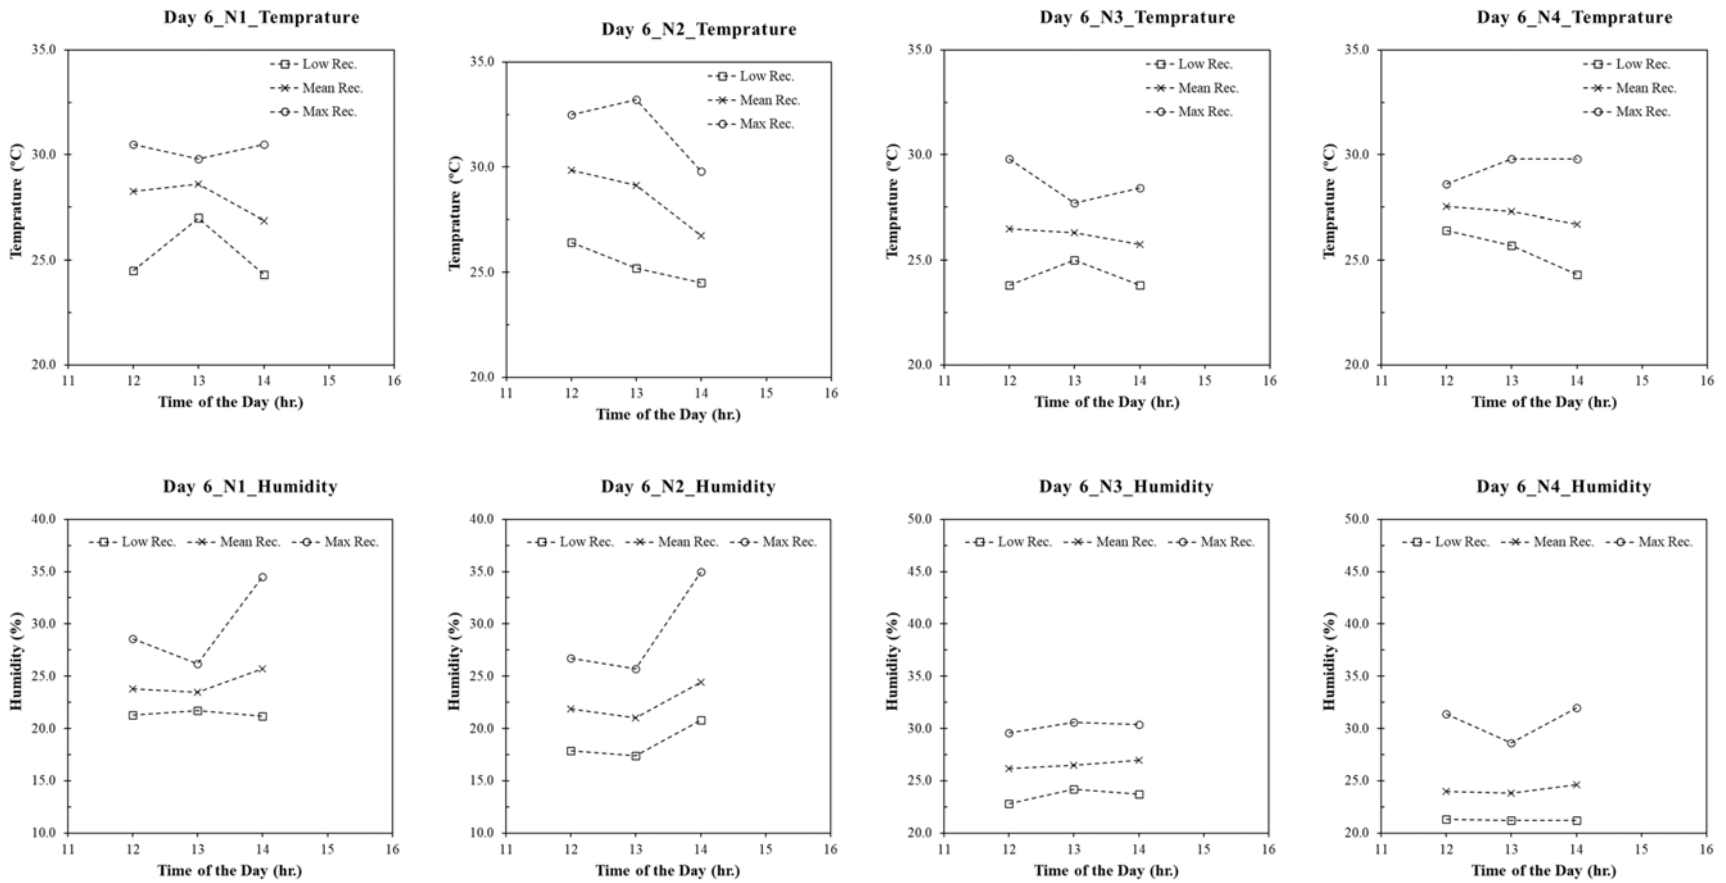 Day 6_N1_Temprature
35.0
30.0
25.0
20.0
Temprature (°C)
Low Rec.
Mean Rec.
Max Rec.
11 12 13 14 15 16
Time of the Day (hr.)
Day 6_N2_Temprature
35.0
30.0
25.0
20.0
Temprature (°C)
Low Rec.
Mean Rec.
Max Rec.
11 12 13 14 15 16
Time of the Day (hr.)
Day 6_N3_Temprature
35.0
30.0
25.0
20.0
Temprature (°C)
Low Rec.
Mean Rec.
Max Rec.
11 12 13 14 15 16
Time of the Day (hr.)
Day 6_N4_Temprature
35.0
30.0
25.0
20.0
Temprature (°C)
Low Rec.
Mean Rec.
Max Rec.
11 12 13 14 15 16
Time of the Day (hr.)
Day 6_N1_Humidity
40.0
35.0
30.0
25.0
20.0
15.0
10.0
Humidity (%)
Low Rec. Mean Rec. Max Rec.
11 12 13 14 15 16
Time of the Day (hr.)
Day 6_N2_Humidity
40.0
35.0
30.0
25.0
20.0
15.0
10.0
Humidity (%)
Low Rec. Mean Rec. Max Rec.
11 12 13 14 15 16
Time of the Day (hr.)
Day 6_N3_Humidity
50.0
45.0
40.0
35.0
30.0
25.0
20.0
Humidity (%)
Low Rec. Mean Rec. Max Rec.
11 12 13 14 15 16
Time of the Day (hr.)
Day 6_N4_Humidity
50.0
45.0
40.0
35.0
30.0
25.0
20.0
Humidity (%)
Low Rec. Mean Rec. Max Rec.
11 12 13 14 15 16
Time of the Day (hr.)